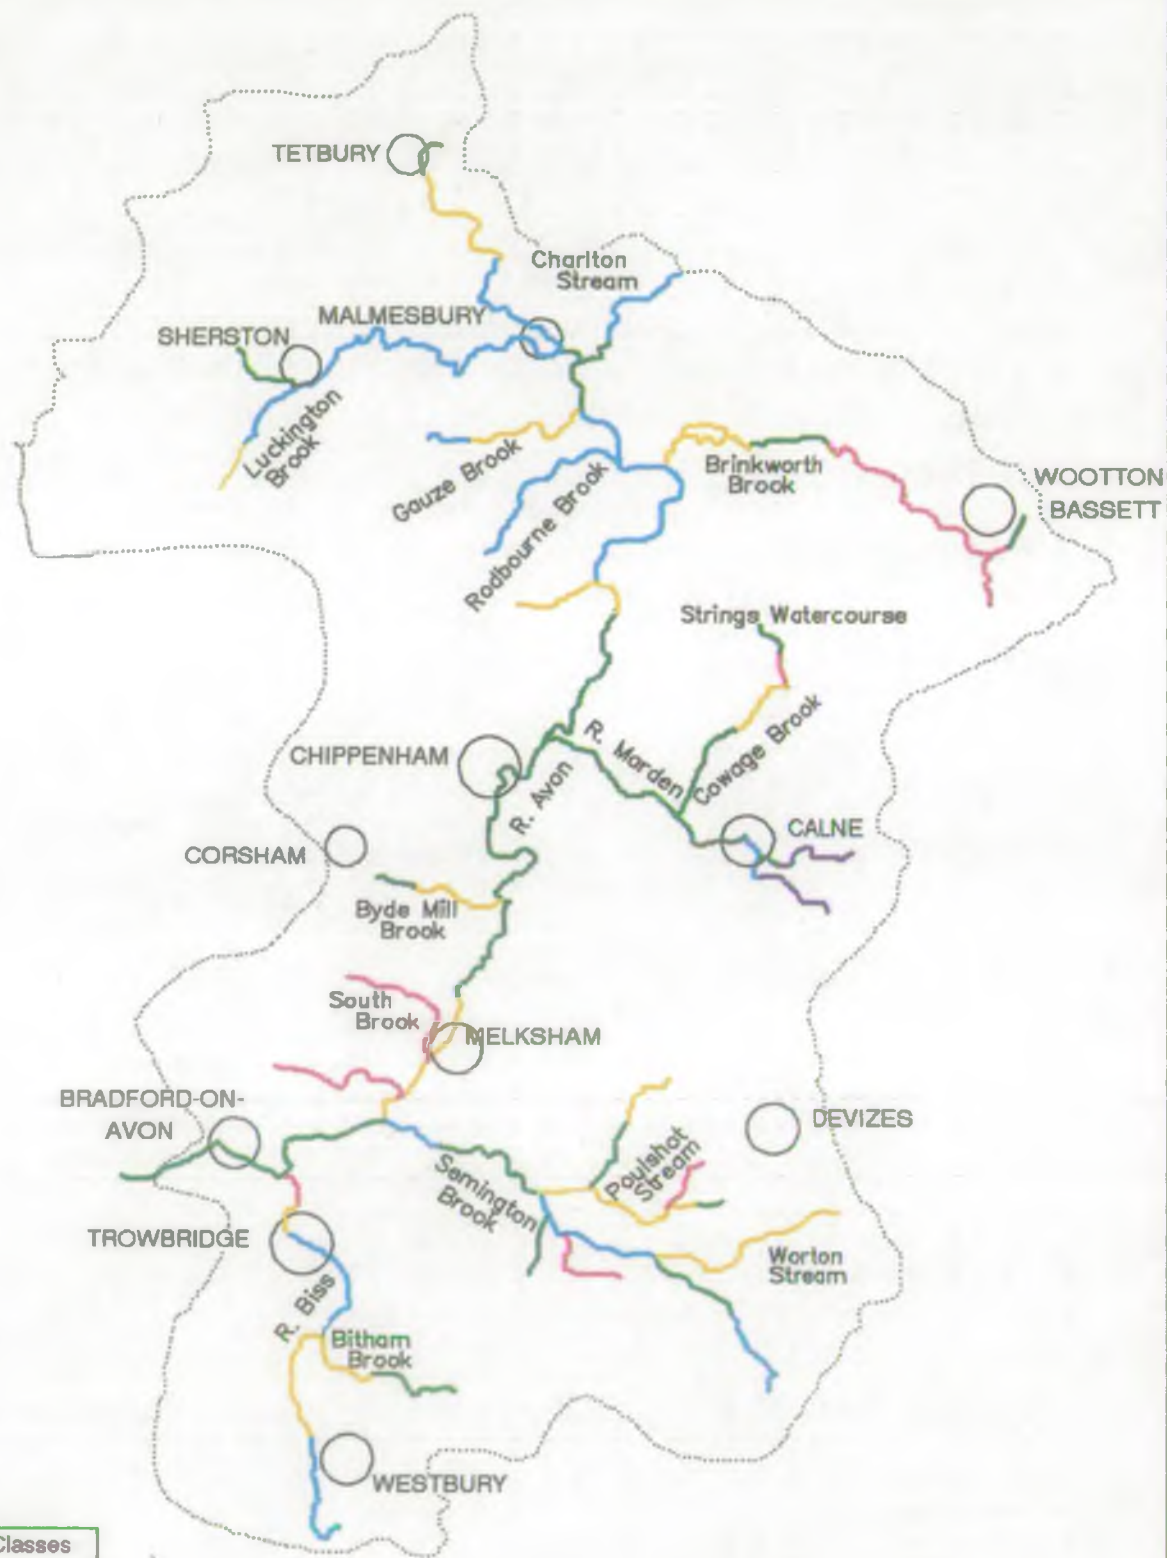 TETBURY
Charlton
Stream
MALMESBURY
SHERSTON
Luckington
Brook
Gauze Brook
Rodbourne Brook
Brinkworth
Brook
WOOTTON
BASSETT
Strings Watercourse
CHIPPENHAM
R. Avon
R. Marden
Cowage Brook
CALNE
CORSHAM
Byde Mill
Brook
South
Brook
MELKSHAM
BRADFORD-ON-
AVON
DEVIZES
Poulshot
Stream
Semington
Brook
TROWBRIDGE
Worton
Stream
R. Biss
Bitham
Brook
WESTBURY
Classes